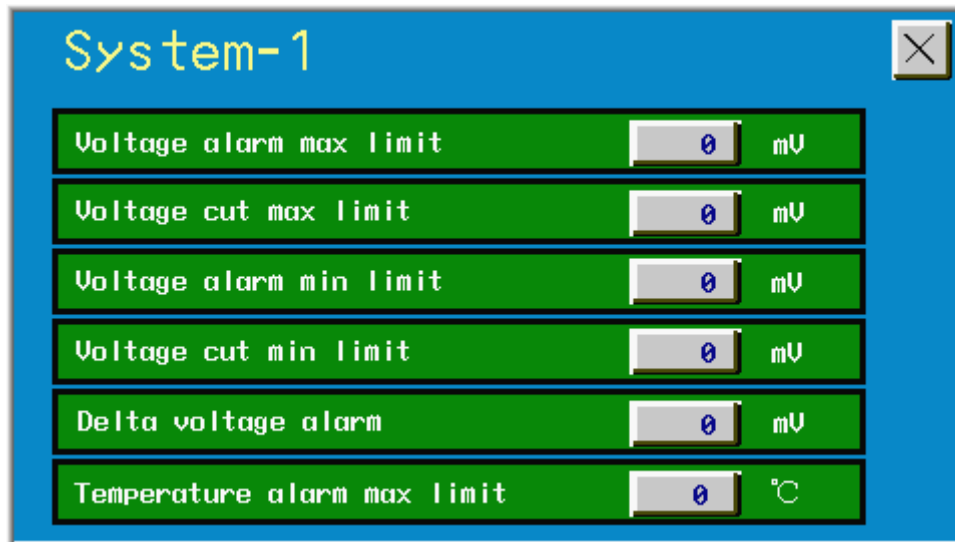 System-1
Voltage alarm max limit 0 mV
Voltage cut max limit 0 mV
Voltage alarm min limit 0 mV
Voltage cut min limit 0 mV
Delta voltage alarm 0 mV
Temperature alarm max limit 0 ℃